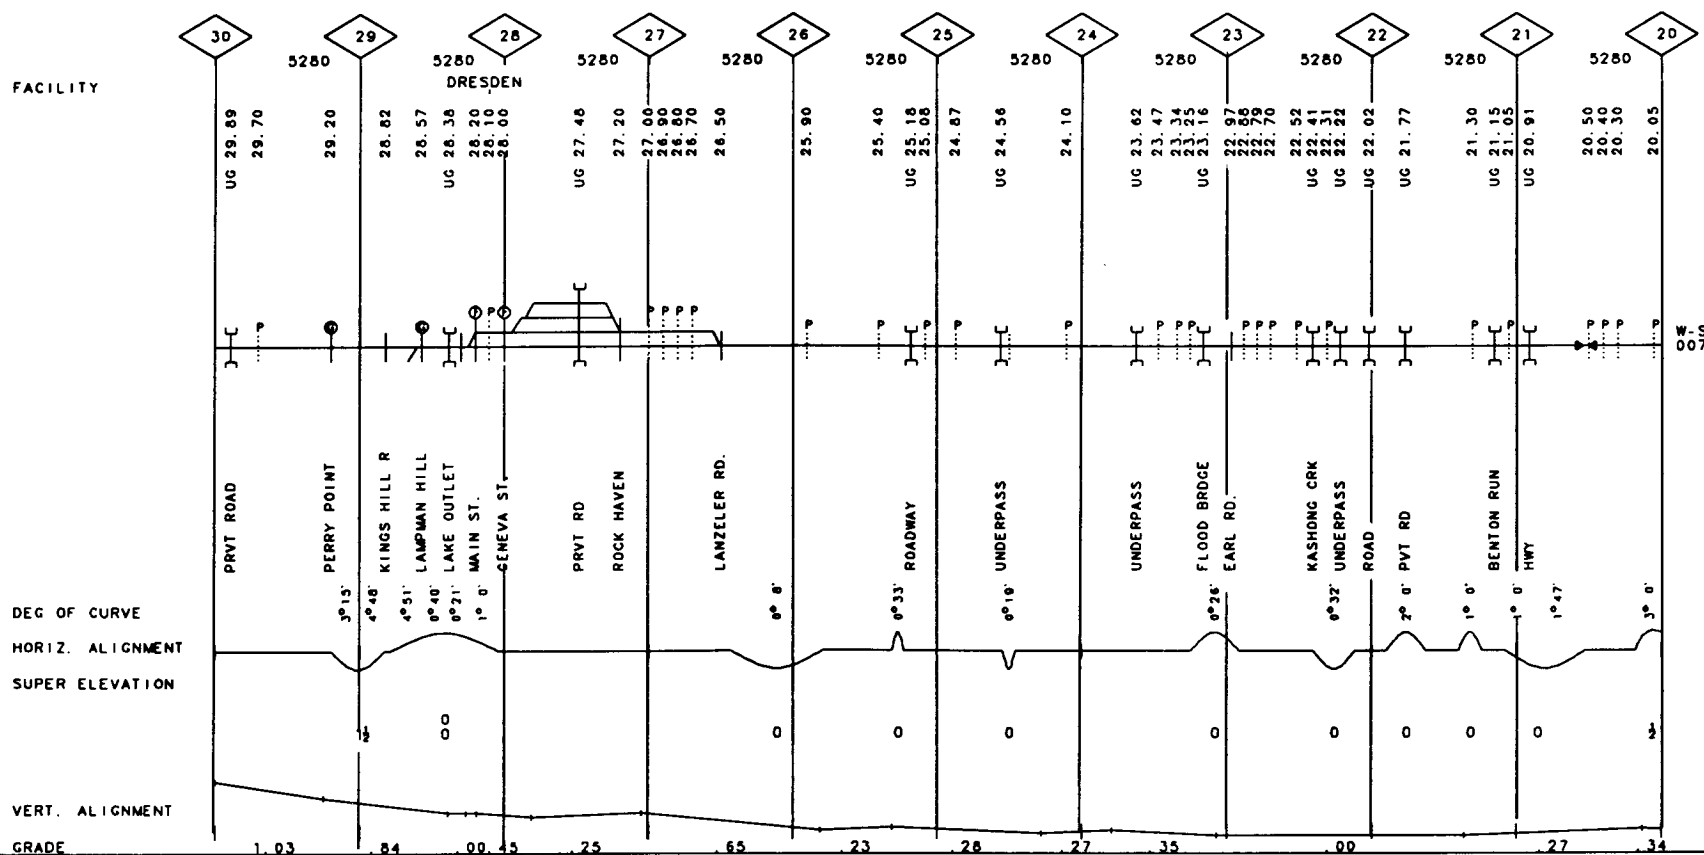 30 29 28 27 26 25 24 23 22 21 20
5280 5280 5280 5280 5280 5280 5280 5280 5280 5280
DRESDEN
FACILITY
UG 29.89 29.70 29.20 28.82 28.57 UG 28.38 28.20 28.10 28.00 UG 27.48 27.20 27.00 26.90 26.80 26.70 26.50 25.90 25.40 UG 25.18 25.08 24.87 UG 24.56 24.10 UG 23.62 23.47 23.34 23.25 UG 23.16 22.97 22.88 22.79 22.70 22.52 UG 22.41 22.31 UG 22.22 UG 22.02 UG 21.77 21.30 UG 21.15 21.05 UG 20.91 20.50 20.40 20.30 20.05
P P P P P P P P P P P P P P P P P P P P P P P P
W-S
007
PRVT ROAD
PERRY POINT
KINGS HILL R
LAMPMAN HILL
LAKE OUTLET
MAIN ST.
GENEVA ST.
PRVT RD
ROCK HAVEN
LANZELER RD.
ROADWAY
UNDERPASS
UNDERPASS
FLOOD BRDGE
EARL RD.
KASHONG CRK
UNDERPASS
ROAD
PVT RD
BENTON RUN
HWY
DEG OF CURVE 3°15' 4°48' 4°51' 0°40' 0°21' 1° 0' 0° 8' 0°33' 0°19' 0°26' 0°32' 2° 0' 1° 0' 1° 0' 1°47' 3° 0'
HORIZ. ALIGNMENT
SUPER ELEVATION
0
½ 0 0 0 0 0 0 0 0 0 ½
VERT. ALIGNMENT
GRADE 1.03 .84 .00 .45 .25 .65 .23 .28 .27 .35 .00 .27 .34